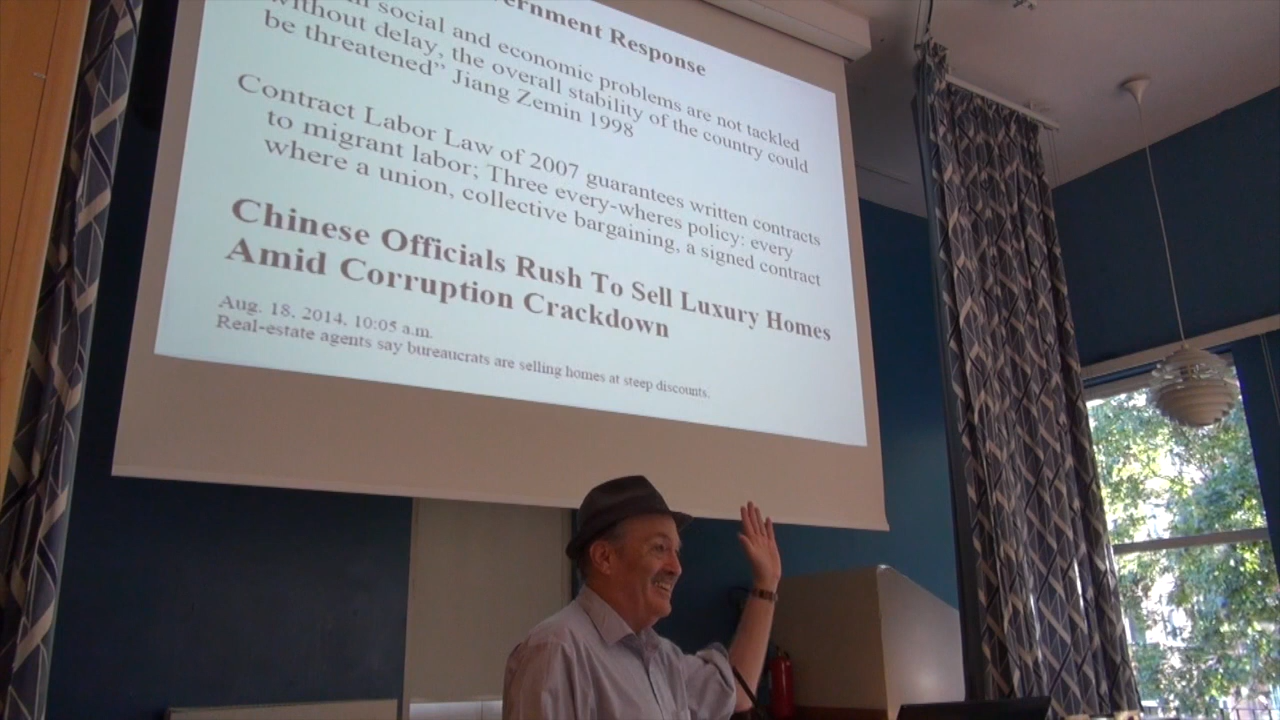 ernment Response
social and economic problems are not tackled
without delay, the overall stability of the country could
be threatened” Jiang Zemin 1998
Contract Labor Law of 2007 guarantees written contracts
to migrant labor; Three every-wheres policy: every
where a union, collective bargaining, a signed contract
Chinese Officials Rush To Sell Luxury Homes
Amid Corruption Crackdown
Aug. 18, 2014, 10:05 a.m.
Real-estate agents say bureaucrats are selling homes at steep discounts.